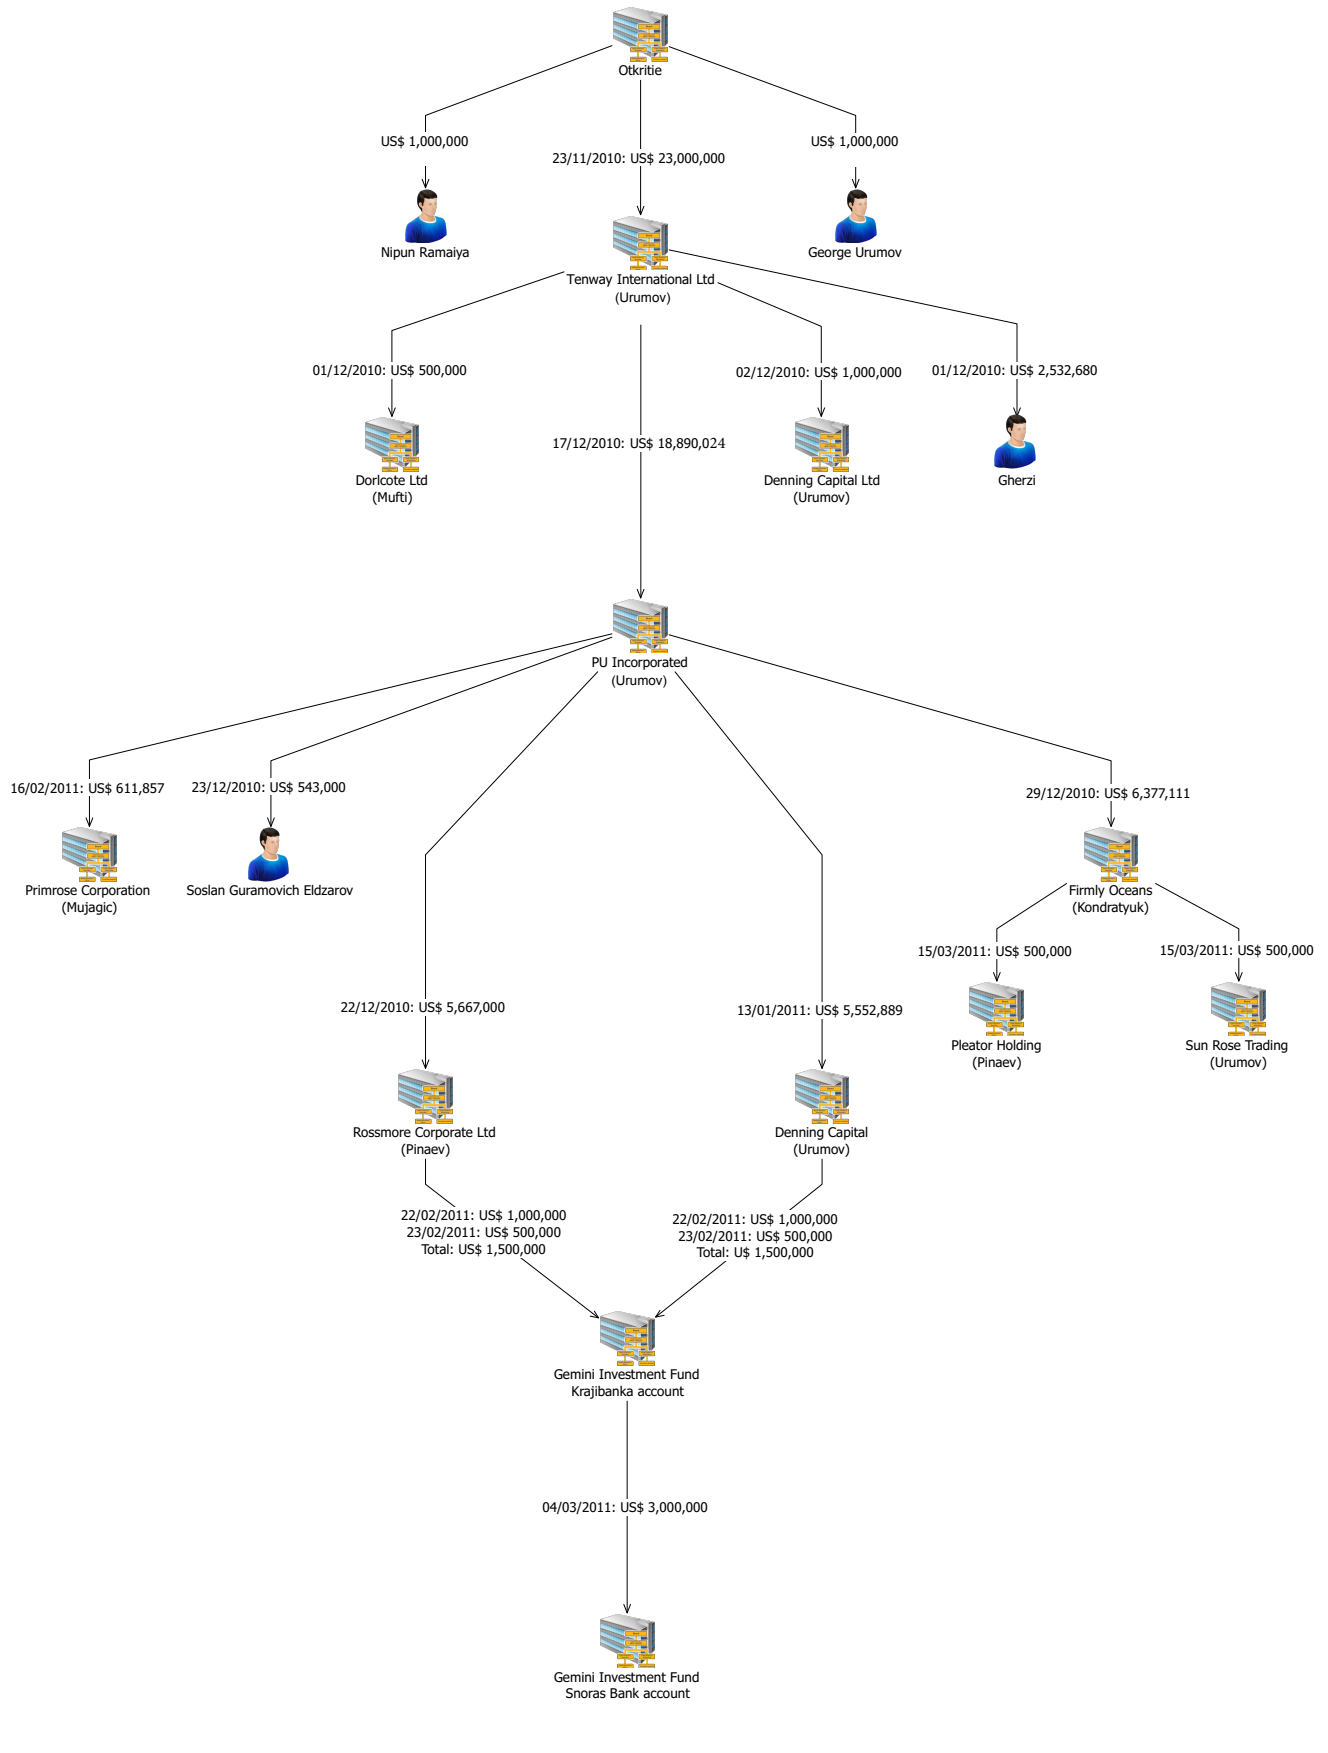 Otkritie
US$ 1,000,000
23/11/2010: US$ 23,000,000
US$ 1,000,000
Nipun Ramaiya
George Urumov
Tenway International Ltd
(Urumov)
01/12/2010: US$ 500,000
02/12/2010: US$ 1,000,000
01/12/2010: US$ 2,532,680
17/12/2010: US$ 18,890,024
Dorlcote Ltd
(Mufti)
Denning Capital Ltd
(Urumov)
Gherzi
PU Incorporated
(Urumov)
16/02/2011: US$ 611,857
23/12/2010: US$ 543,000
29/12/2010: US$ 6,377,111
Primrose Corporation
(Mujagic)
Soslan Guramovich Eldzarov
Firmly Oceans
(Kondratyuk)
15/03/2011: US$ 500,000
15/03/2011: US$ 500,000
22/12/2010: US$ 5,667,000
13/01/2011: US$ 5,552,889
Pleator Holding
(Pinaev)
Sun Rose Trading
(Urumov)
Rossmore Corporate Ltd
(Pinaev)
Denning Capital
(Urumov)
22/02/2011: US$ 1,000,000
23/02/2011: US$ 500,000
Total: US$ 1,500,000
22/02/2011: US$ 1,000,000
23/02/2011: US$ 500,000
Total: U$ 1,500,000
Gemini Investment Fund
Krajibanka account
04/03/2011: US$ 3,000,000
Gemini Investment Fund
Snoras Bank account